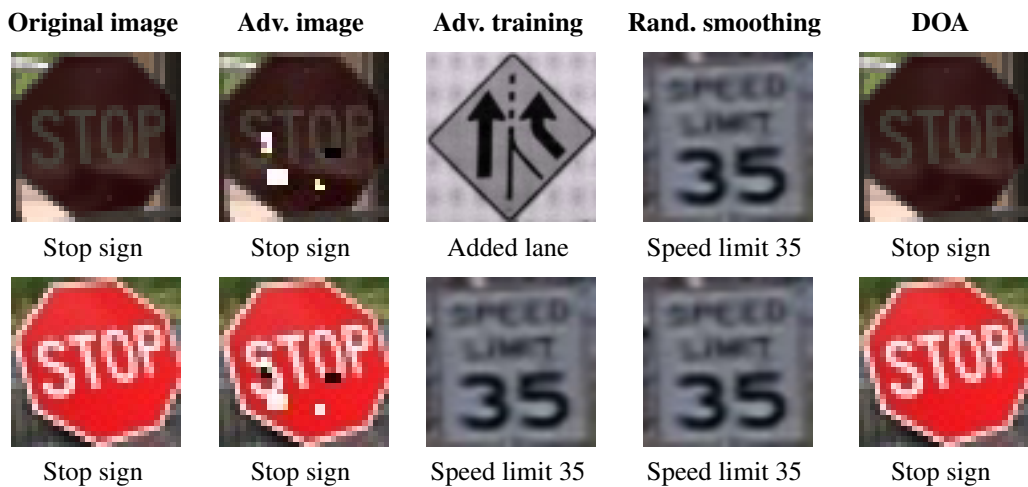 Original image Adv. image Adv. training Rand. smoothing DOA
STOP STOP SPEED LIMIT 35 STOP
Stop sign Stop sign Added lane Speed limit 35 Stop sign
STOP STOP SPEED LIMIT 35 SPEED LIMIT 35 STOP
Stop sign Stop sign Speed limit 35 Speed limit 35 Stop sign